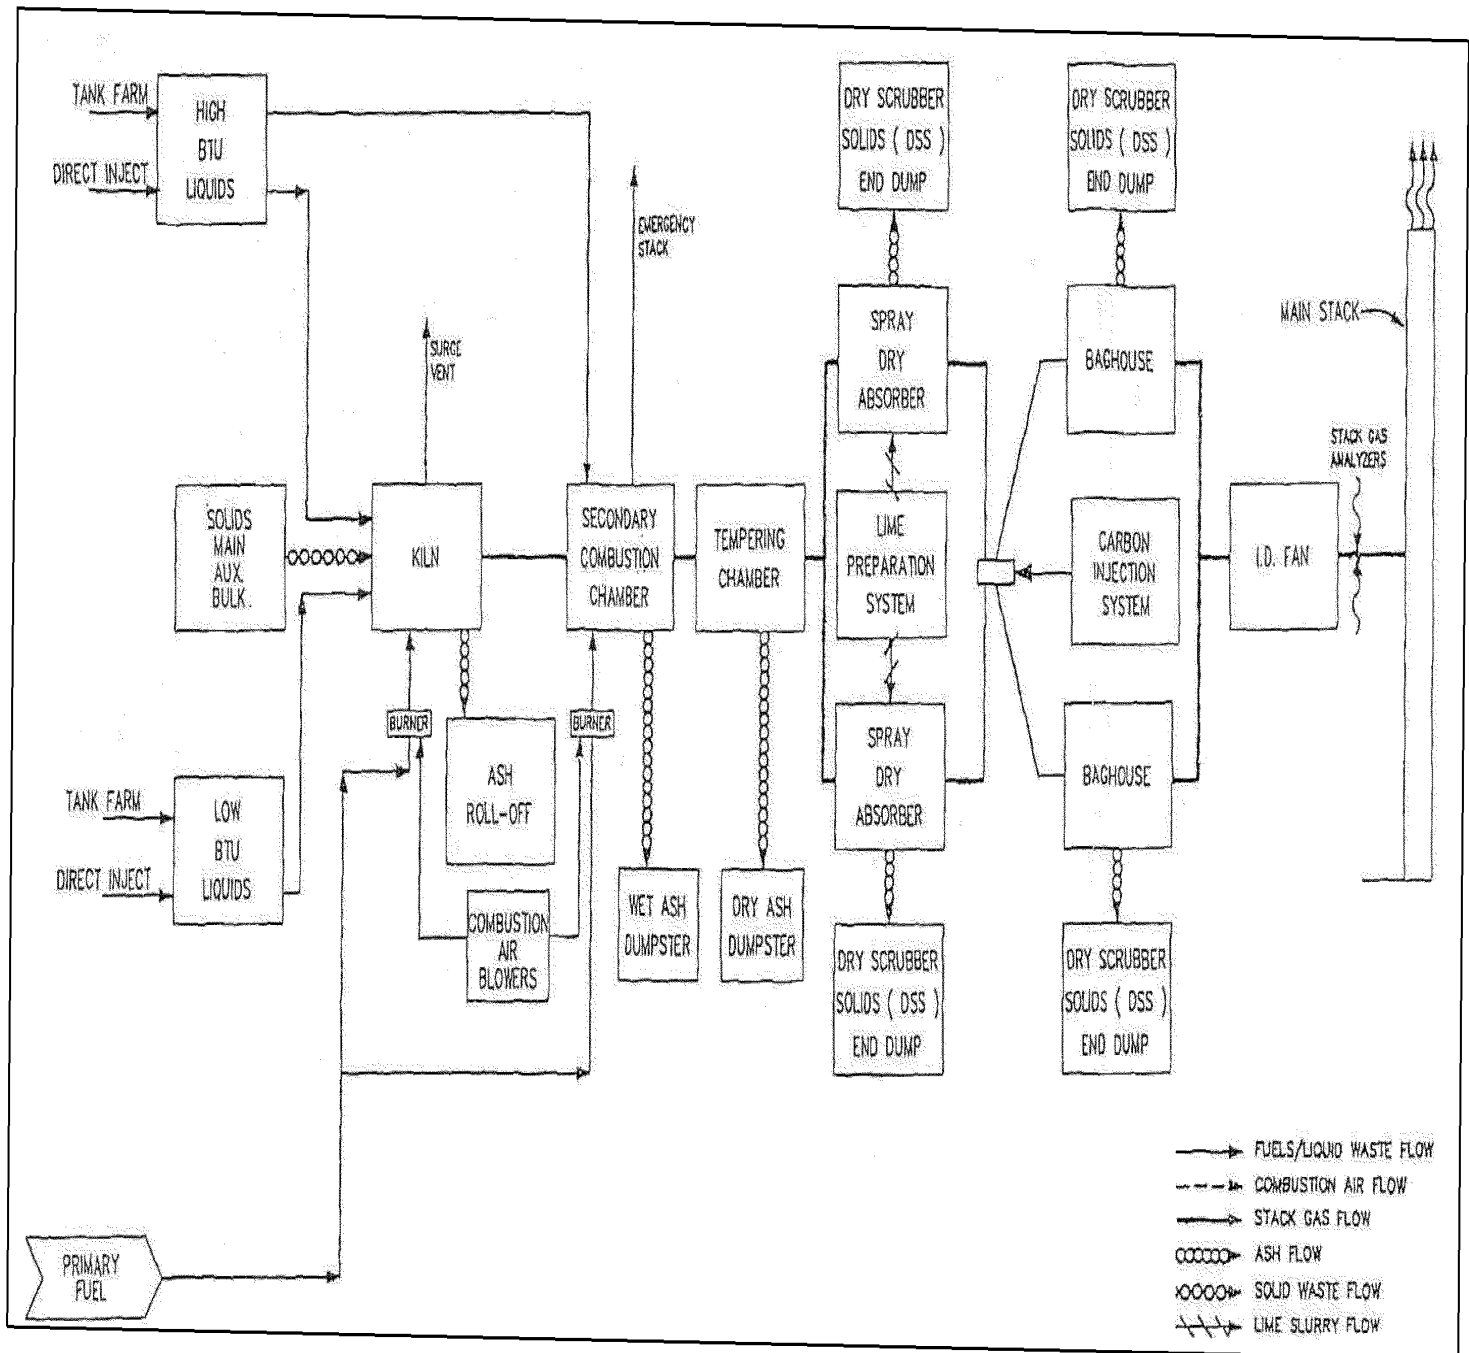 TANK FARM
DIRECT INJECT
HIGH
BTU
LIQUIDS
SURGE
VENT
EMERGENCY
STACK
DRY SCRUBBER
SOLIDS ( DSS )
END DUMP
DRY SCRUBBER
SOLIDS ( DSS )
END DUMP
SPRAY
DRY
ABSORBER
BAGHOUSE
MAIN STACK
STACK GAS
ANALYZERS
SOLIDS
MAIN
AUX.
BULK.
KILN
SECONDARY
COMBUSTION
CHAMBER
TEMPERING
CHAMBER
LIME
PREPARATION
SYSTEM
CARBON
INJECTION
SYSTEM
I.D. FAN
BURNER
BURNER
ASH
ROLL-OFF
SPRAY
DRY
ABSORBER
BAGHOUSE
TANK FARM
DIRECT INJECT
LOW
BTU
LIQUIDS
COMBUSTION
AIR
BLOWERS
WET ASH
DUMPSTER
DRY ASH
DUMPSTER
DRY SCRUBBER
SOLIDS ( DSS )
END DUMP
DRY SCRUBBER
SOLIDS ( DSS )
END DUMP
PRIMARY
FUEL
FUELS/LIQUID WASTE FLOW
COMBUSTION AIR FLOW
STACK GAS FLOW
ASH FLOW
SOLID WASTE FLOW
LIME SLURRY FLOW